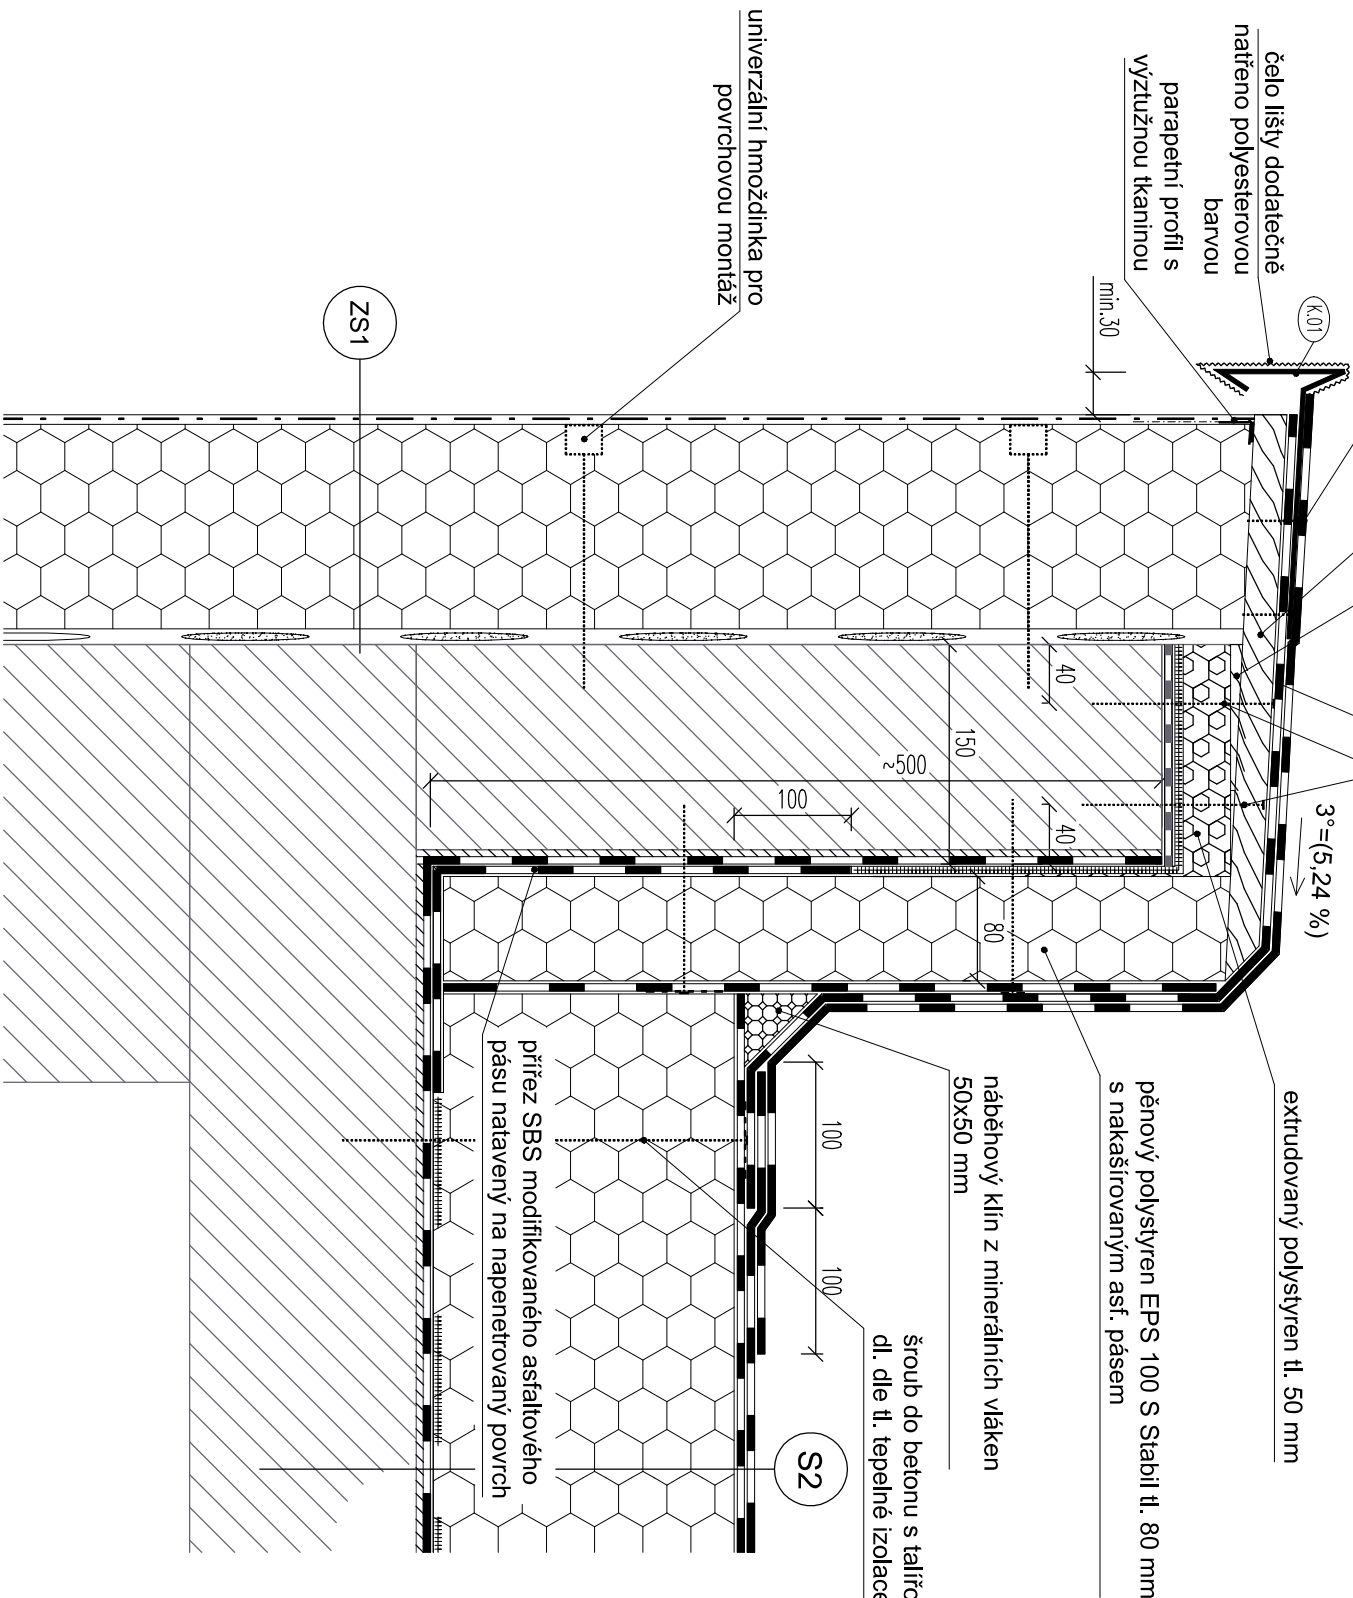 čelo lišty dodatečně
natřeno polyesterovou
barvou
parapetní profil s
výztužnou tkaninou
K.01
min.30
univerzální hmoždinka pro
povrchovou montáž
ZS1
3°=(5,24 %)
40
150
~500
100
40
80
extrudovaný polystyren tl. 50 mm
pěnový polystyren EPS 100 S Stabil tl. 80 mm
s nakašírovaným asf. pásem
náběhový klín z minerálních vláken
50x50 mm
100
100
šroub do betonu s
dl. dle tl. tepelné izolace
přířez SBS modifikovaného asfaltového
pásu natavený na napenetrovaný povrch
S2